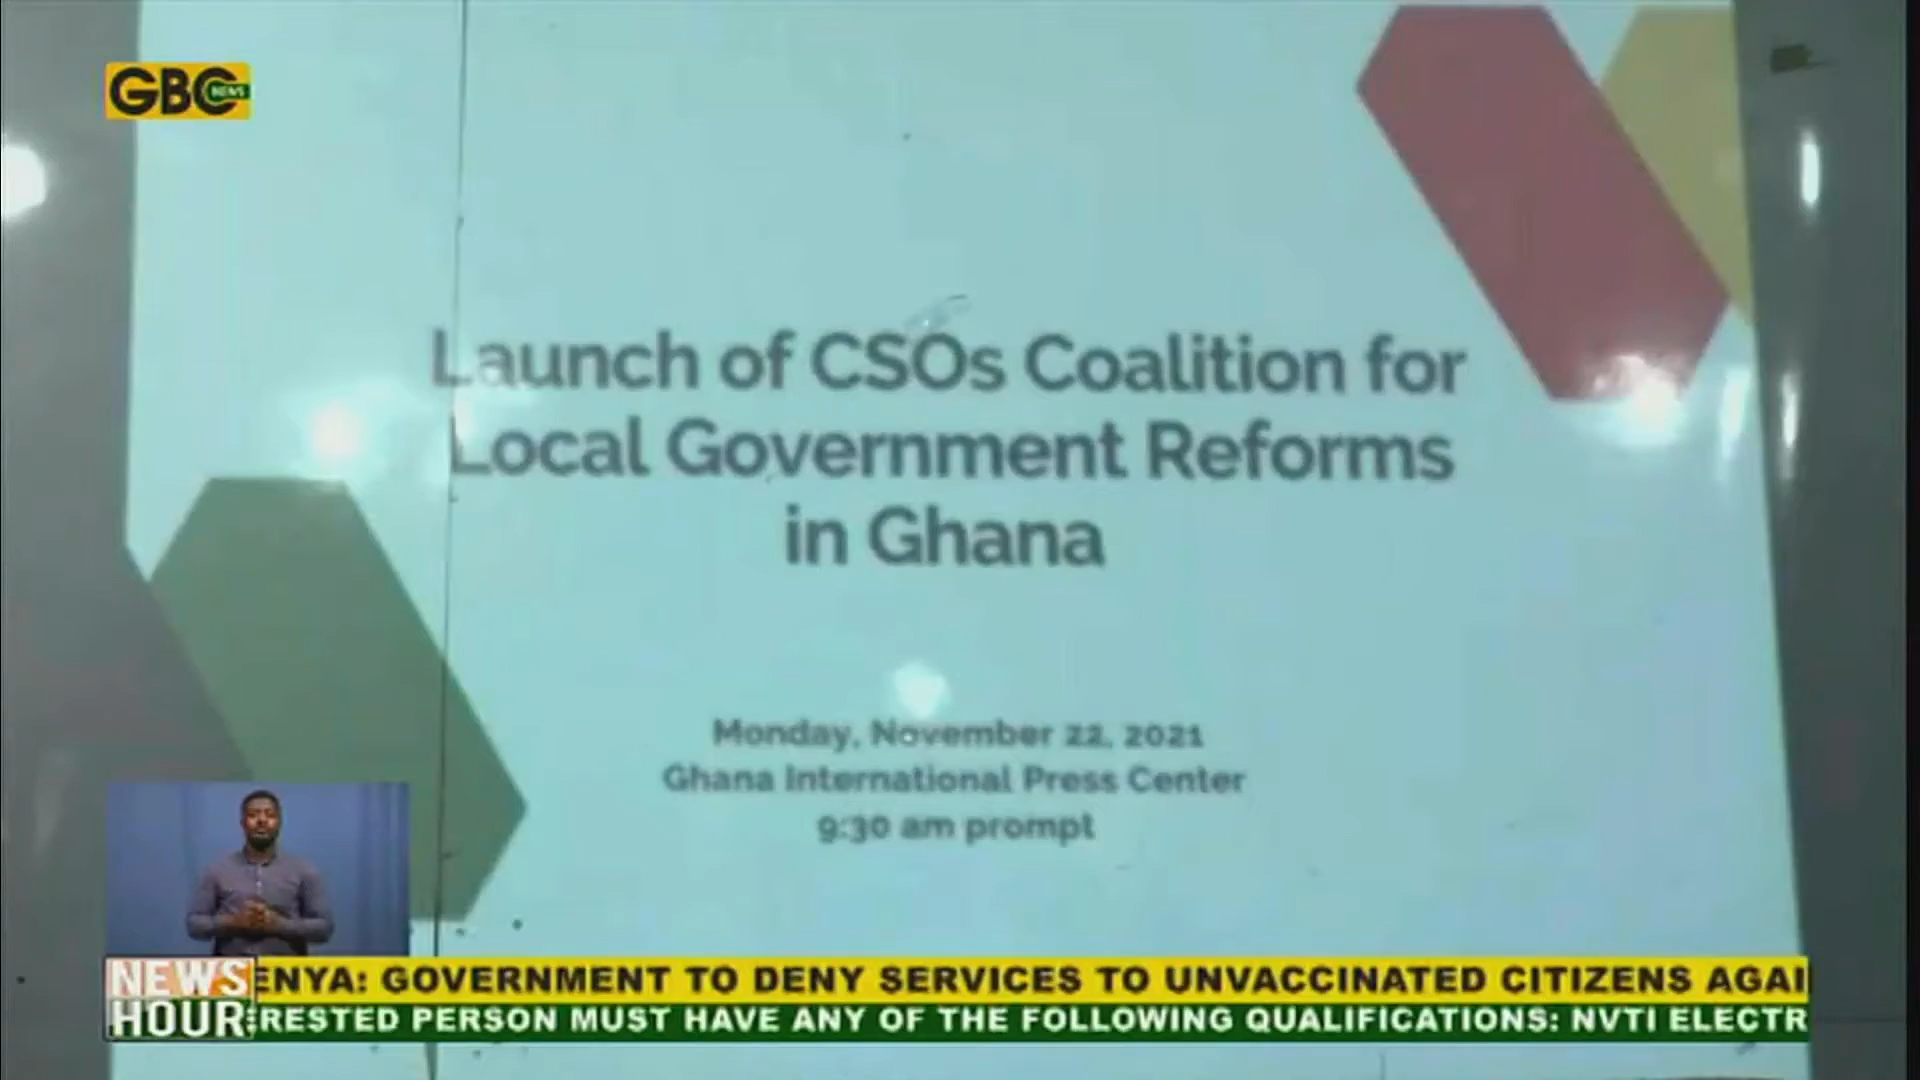 GBC NEWS
Launch of CSOs Coalition for
Local Government Reforms
in Ghana
Monday, November 22, 2021
Ghana International Press Center
9:30 am prompt
NEWS
HOUR
ENYA: GOVERNMENT TO DENY SERVICES TO UNVACCINATED CITIZENS AGAI
ERESTED PERSON MUST HAVE ANY OF THE FOLLOWING QUALIFICATIONS: NVTI ELECTR